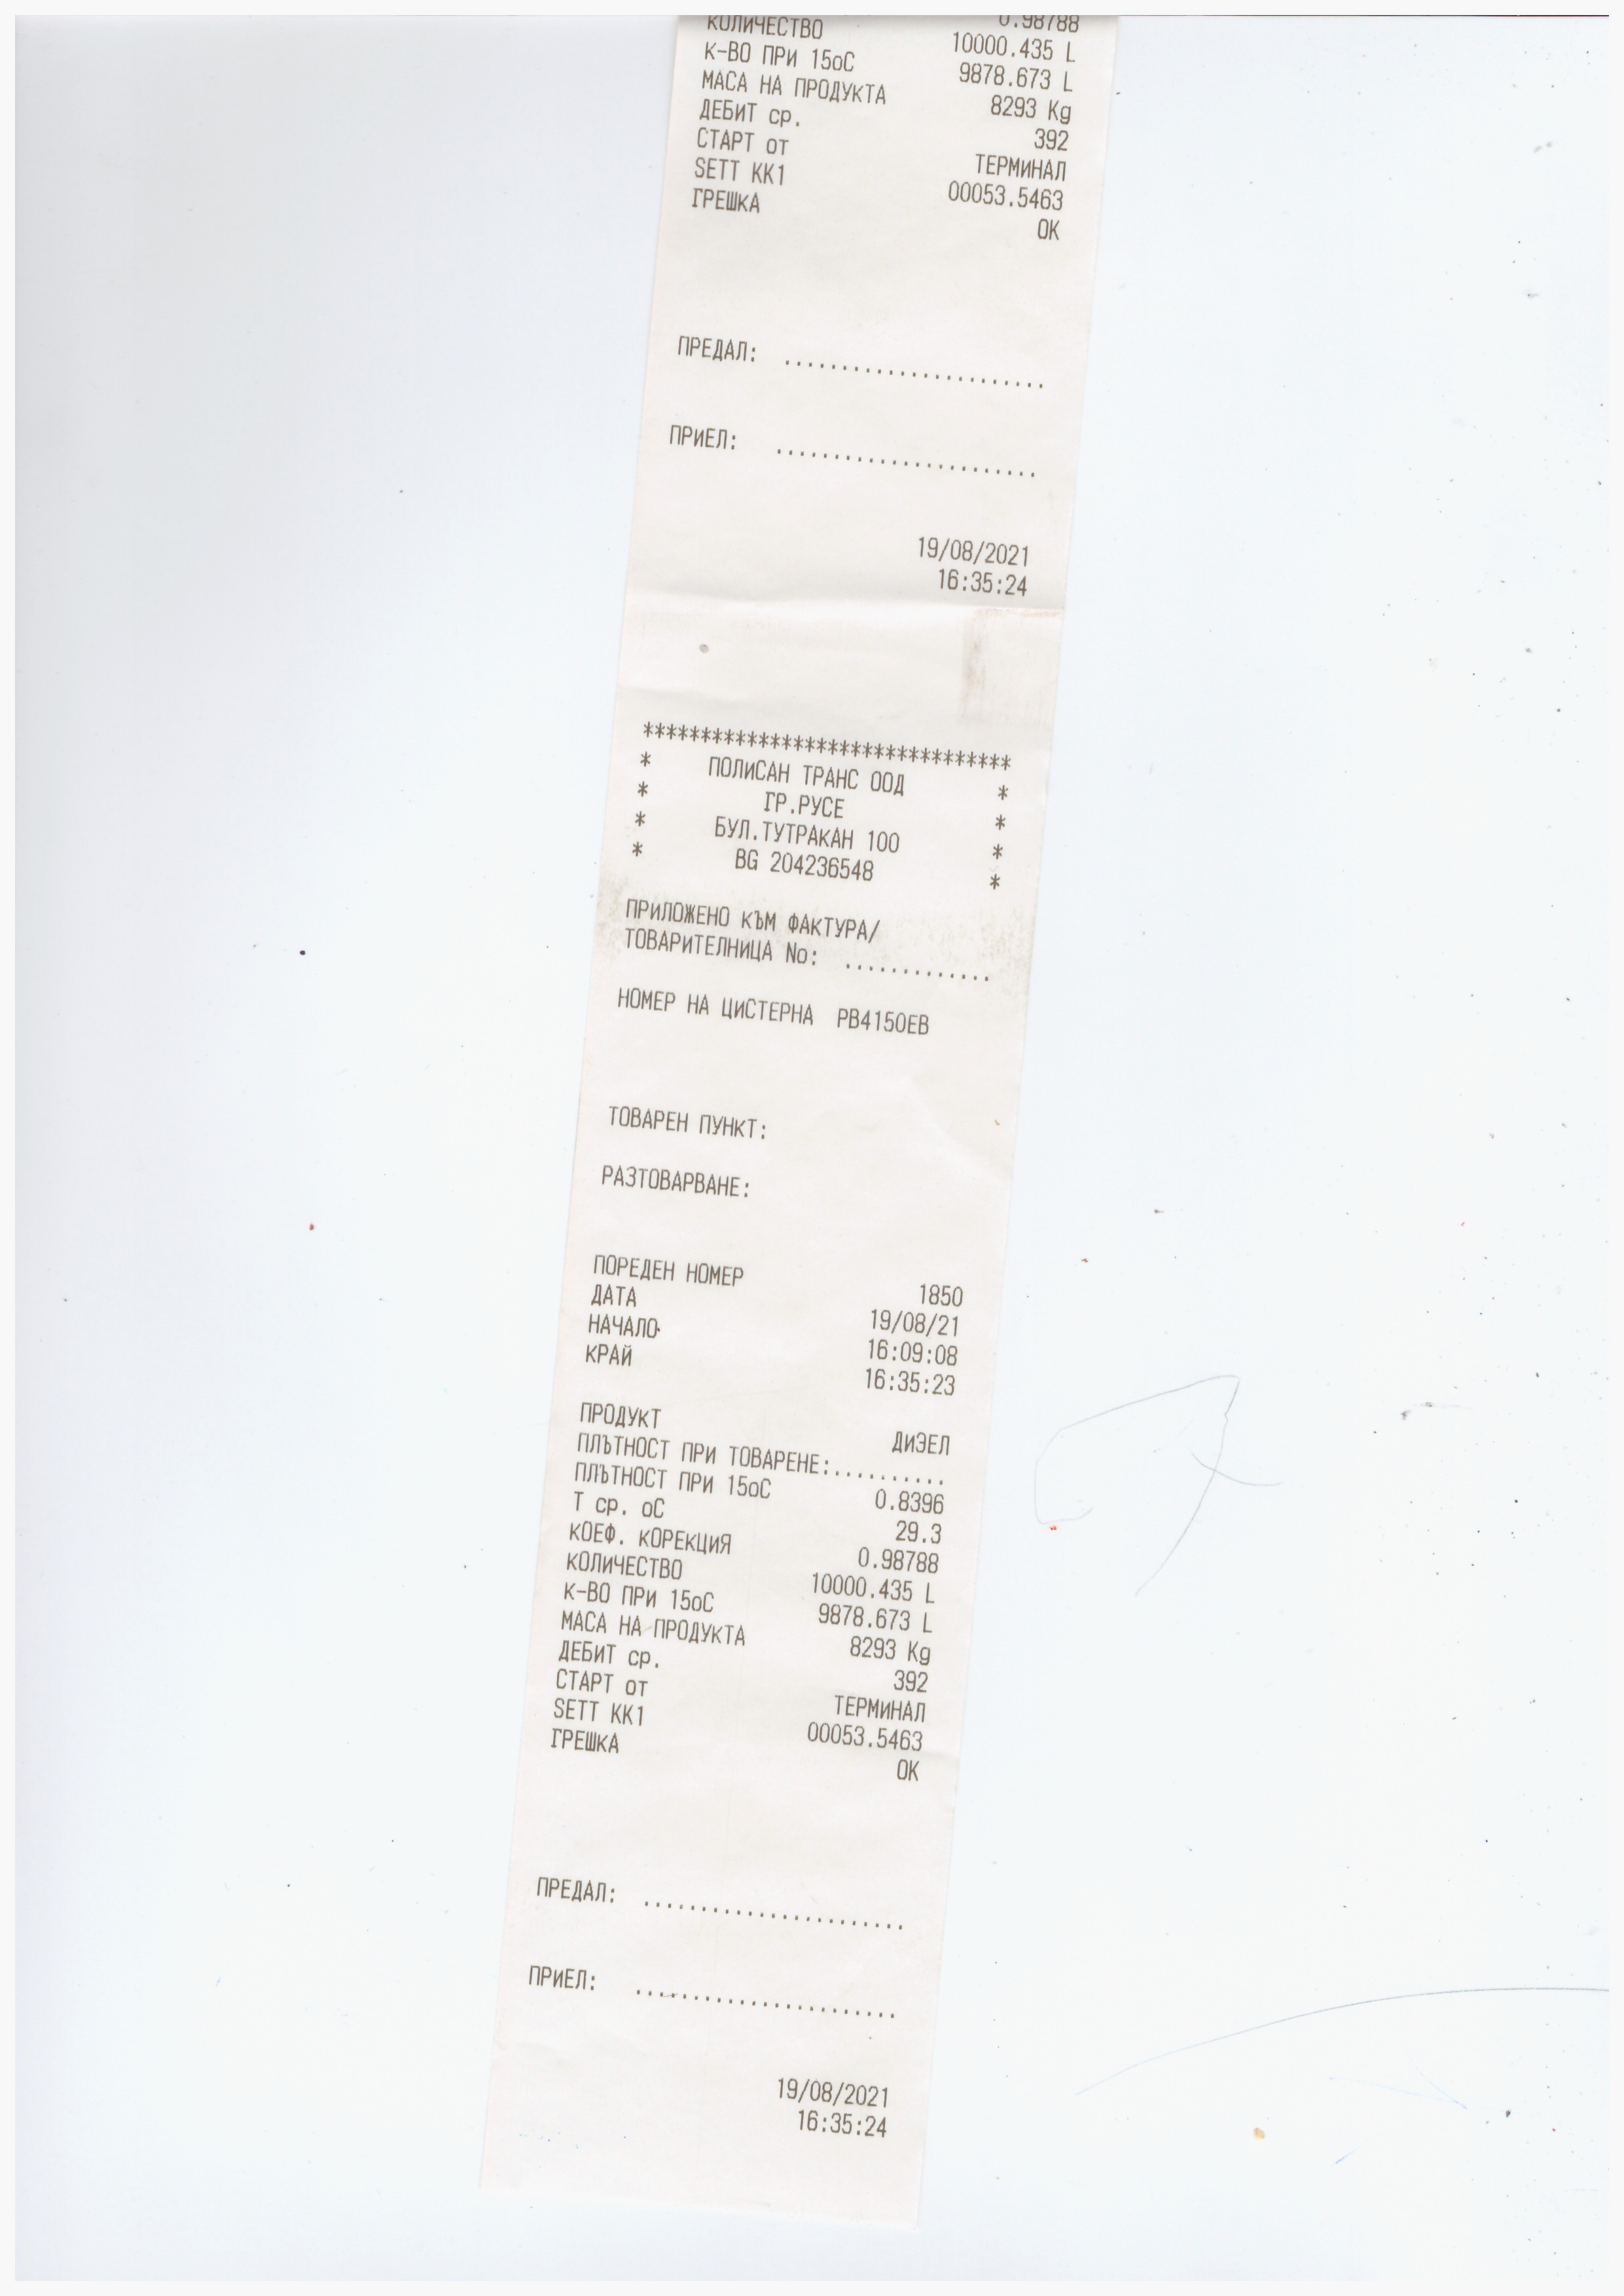 КОЛИЧЕСТВО 0.98788
К-ВО ПРИ 15oC 10000.435 L
МАСА НА ПРОДУКТА 9878.673 L
ДЕБИТ ср. 8293 Kg
СТАРТ от 392
SETT KK1 ТЕРМИНАЛ
ГРЕШКА 00053.5463
OK
ПРЕДАЛ: .......................
ПРИЕЛ: .......................
19/08/2021
16:35:24
********************************
* ПОЛИСАН ТРАНС ООД *
* ГР.РУСЕ *
* БУЛ.ТУТРАКАН 100 *
* BG 204236548 *
ПРИЛОЖЕНО КЪМ ФАКТУРА/
ТОВАРИТЕЛНИЦА No: .............
НОМЕР НА ЦИСТЕРНА PB4150EB
ТОВАРЕН ПУНКТ:
РАЗТОВАРВАНЕ:
ПОРЕДЕН НОМЕР 1850
ДАТА 19/08/21
НАЧАЛО 16:09:08
КРАЙ 16:35:23
ПРОДУКТ ДИЗЕЛ
ПЛЪТНОСТ ПРИ ТОВАРЕНЕ:..........
ПЛЪТНОСТ ПРИ 15oC 0.8396
Т ср. oC 29.3
КОЕФ. КОРЕКЦИЯ 0.98788
КОЛИЧЕСТВО 10000.435 L
К-ВО ПРИ 15oC 9878.673 L
МАСА НА ПРОДУКТА 8293 Kg
ДЕБИТ ср. 392
СТАРТ от ТЕРМИНАЛ
SETT KK1 00053.5463
ГРЕШКА OK
ПРЕДАЛ: .......................
ПРИЕЛ: .......................
19/08/2021
16:35:24